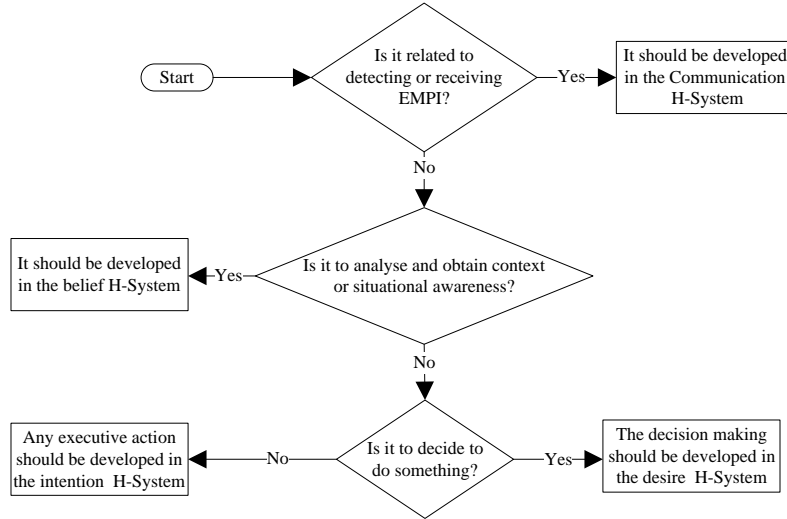 Start
Is it related to
detecting or receiving
EMPI?
Yes
It should be developed
in the Communication
H-System
No
Is it to analyse and obtain context
or situational awareness?
Yes
It should be developed
in the belief H-System
No
Is it to decide to
do something?
No
Any executive action
should be developed in
the intention H-System
Yes
The decision making
should be developed in
the desire H-System